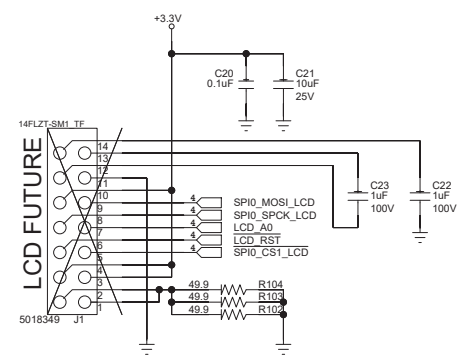 +3.3V
C20
0.1uF
C21
10uF
25V
14FLZT-SM1_TF
LCD FUTURE
14
13
12
11
10
9
8
7
6
5
4
3
2
1
C23
1uF
100V
C22
1uF
100V
4 SPI0_MOSI_LCD
4 SPI0_SPCK_LCD
4 LCD_A0
4 LCD_RST
4 SPI0_CS1_LCD
49.9 R104
49.9 R103
49.9 R102
5018349 J1